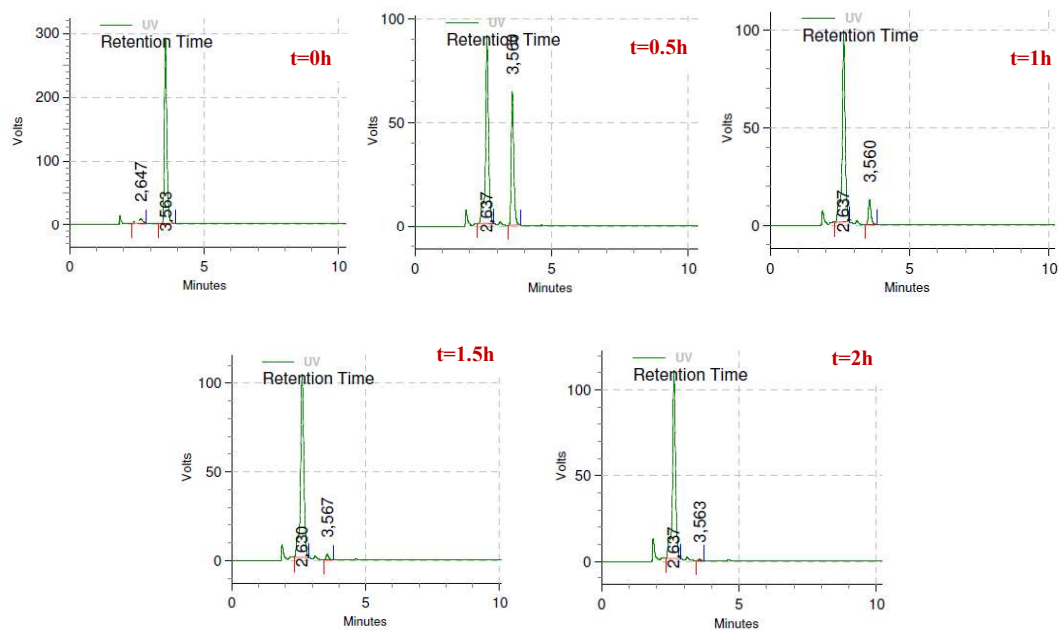 UV
Retention Time
t=0h
300
200
100
0
Volts
2,647
3,563
0
5
10
Minutes
UV
Retention Time
t=0.5h
100
50
0
Volts
2,637
3,560
0
5
10
Minutes
UV
Retention Time
t=1h
100
50
0
Volts
2,637
3,560
0
5
10
Minutes
UV
Retention Time
t=1.5h
100
50
0
Volts
2,630
3,567
0
5
10
Minutes
UV
Retention Time
t=2h
100
50
0
Volts
2,637
3,563
0
5
10
Minutes